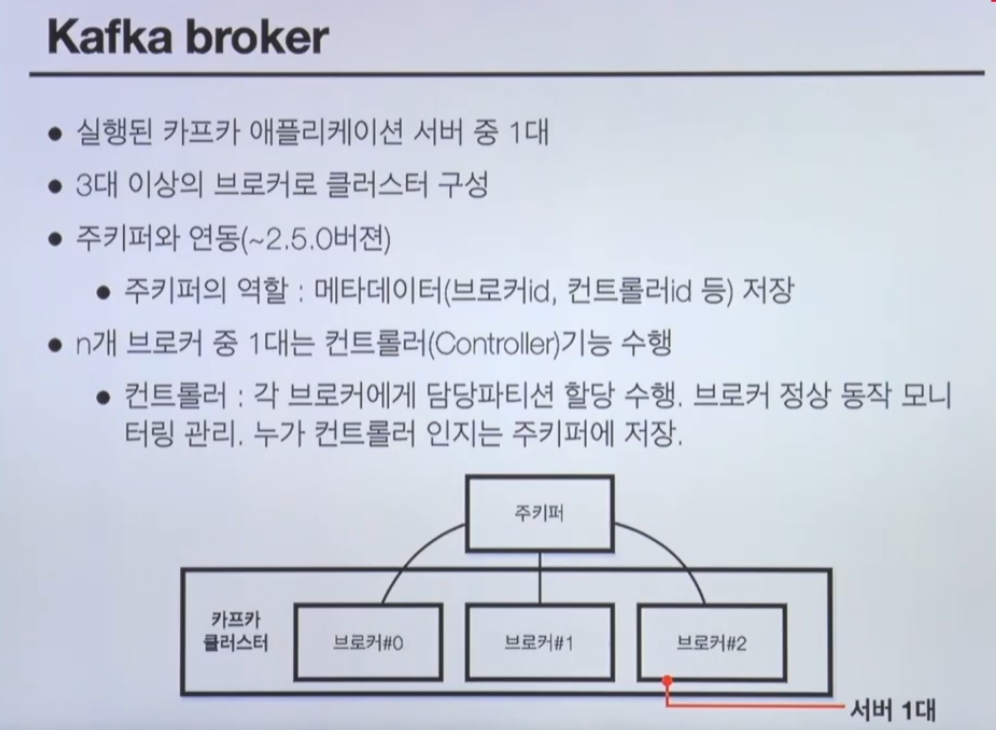 Kafka broker
● 실행된 카프카 애플리케이션 서버 중 1대
● 3대 이상의 브로커로 클러스터 구성
● 주키퍼와 연동(~2.5.0버젼)
● 주키퍼의 역할 : 메타데이터(브로커id, 컨트롤러id 등) 저장
● n개 브로커 중 1대는 컨트롤러(Controller)기능 수행
● 컨트롤러 : 각 브로커에게 담당파티션 할당 수행. 브로커 정상 동작 모니
터링 관리. 누가 컨트롤러 인지는 주키퍼에 저장.
주키퍼
카프카
클러스터
브로커#0
브로커#1
브로커#2
서버 1대